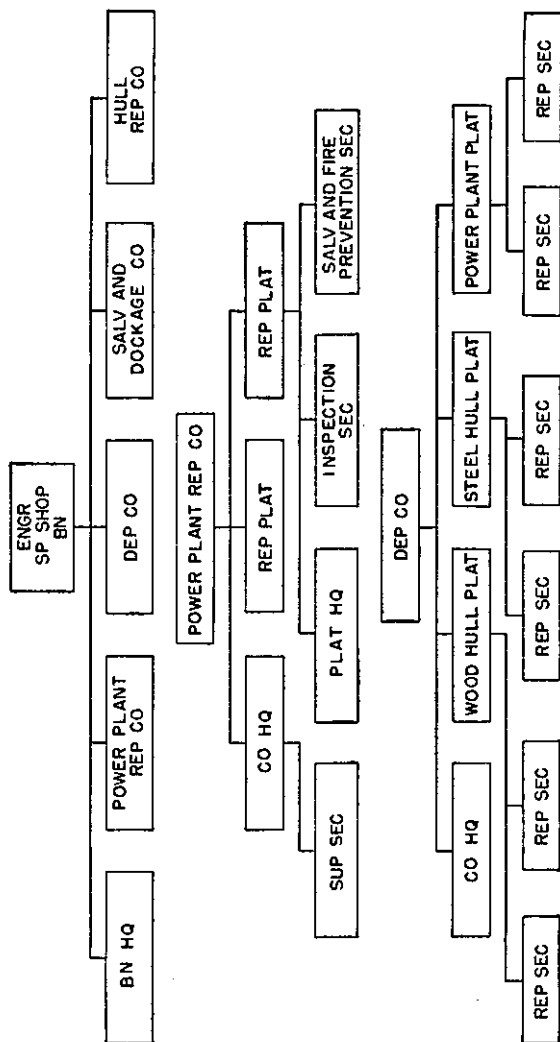 ENGR
SP SHOP
BN
BN HQ
POWER PLANT
REP CO
DEP CO
SALV AND
DOCKAGE CO
HULL
REP CO
POWER PLANT REP CO
CO HQ
REP PLAT
REP PLAT
SUP SEC
PLAT HQ
INSPECTION
SEC
SALV AND FIRE
PREVENTION SEC
DEP CO
CO HQ
WOOD HULL PLAT
STEEL HULL PLAT
POWER PLANT PLAT
REP SEC
REP SEC
REP SEC
REP SEC
REP SEC
REP SEC